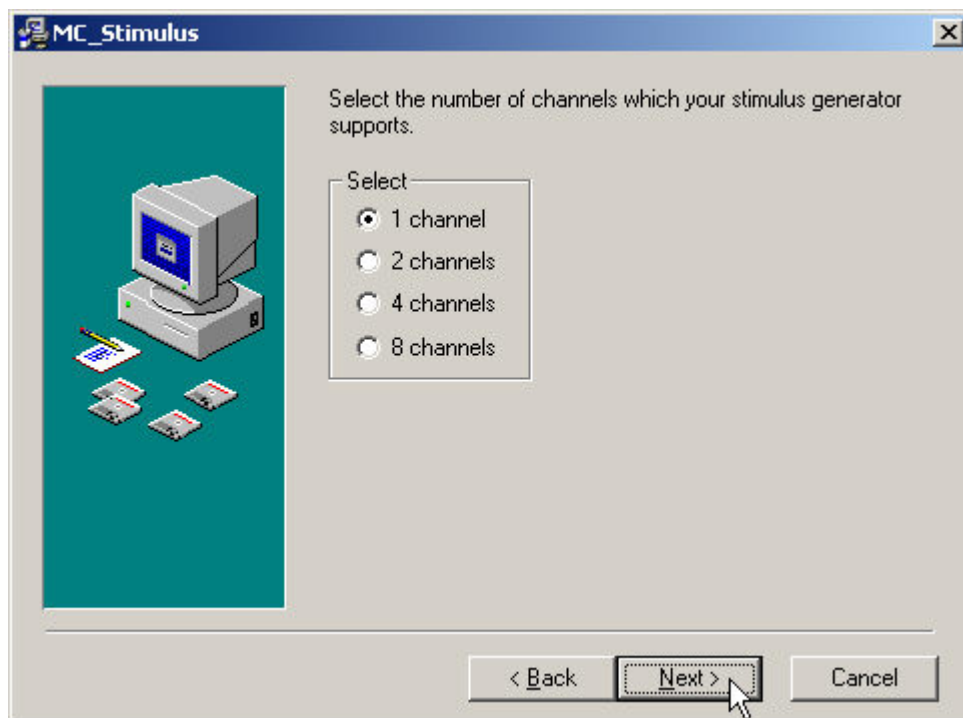 MC_Stimulus
Select the number of channels which your stimulus generator
supports.
Select
1 channel
2 channels
4 channels
8 channels
< Back
Next >
Cancel